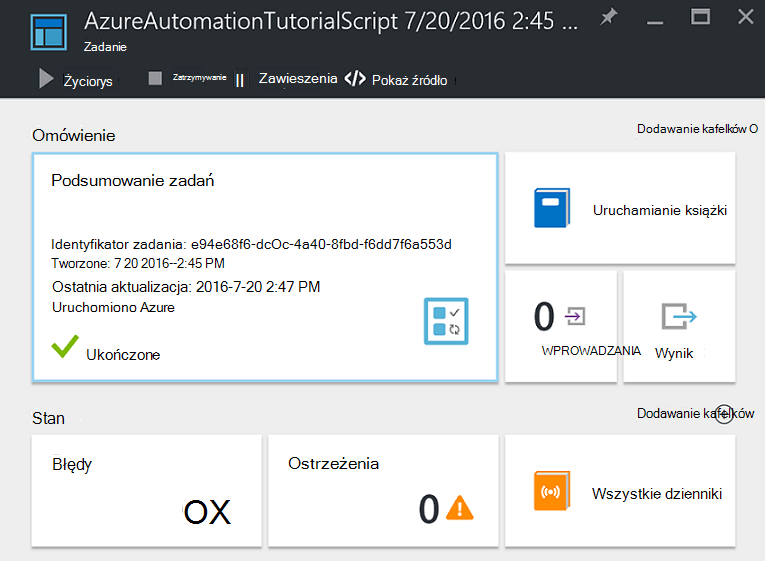 AzureAutomationTutorialScript 7/20/2016 2:45 ...
Zadanie
Życiorys
Zatrzymywanie
Zawieszenia
Pokaż źródło
Omówienie
Dodawanie kafelków O
Podsumowanie zadań
Identyfikator zadania: e94e68f6-dcOc-4a40-8fbd-f6dd7f6a553d
Tworzone: 7 20 2016--2:45 PM
Ostatnia aktualizacja: 2016-7-20 2:47 PM
Uruchomiono Azure
Ukończone
Uruchamianie książki
0
WPROWADZANIA
Wynik
Stan
Dodawanie kafelków
Błędy
OX
Ostrzeżenia
0
Wszystkie dzienniki